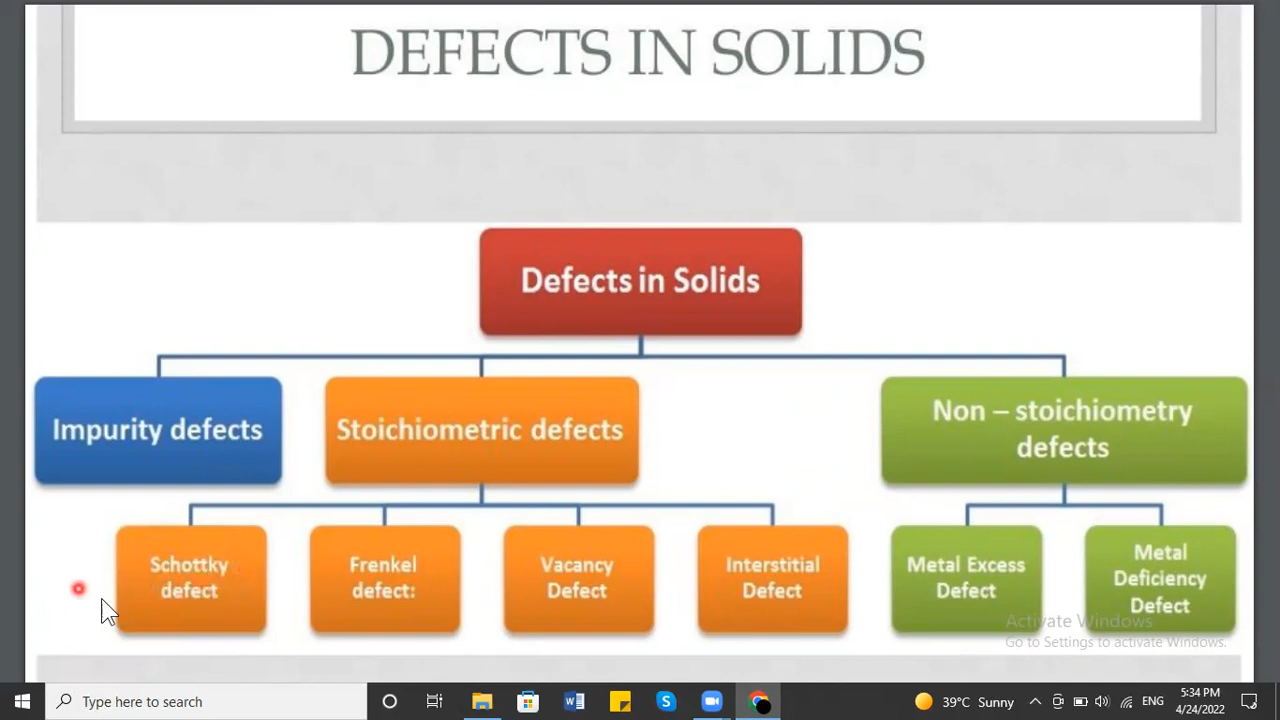 DEFECTS IN SOLIDS
Defects in Solids
Impurity defects
Stoichiometric defects
Non – stoichiometry
defects
Schottky
defect
Frenkel
defect:
Vacancy
Defect
Interstitial
Defect
Metal Excess
Defect
Metal
Deficiency
Defect
Activate Windows
Go to Settings to activate Windows.
Type here to search
39°C Sunny
ENG
5:34 PM
4/24/2022